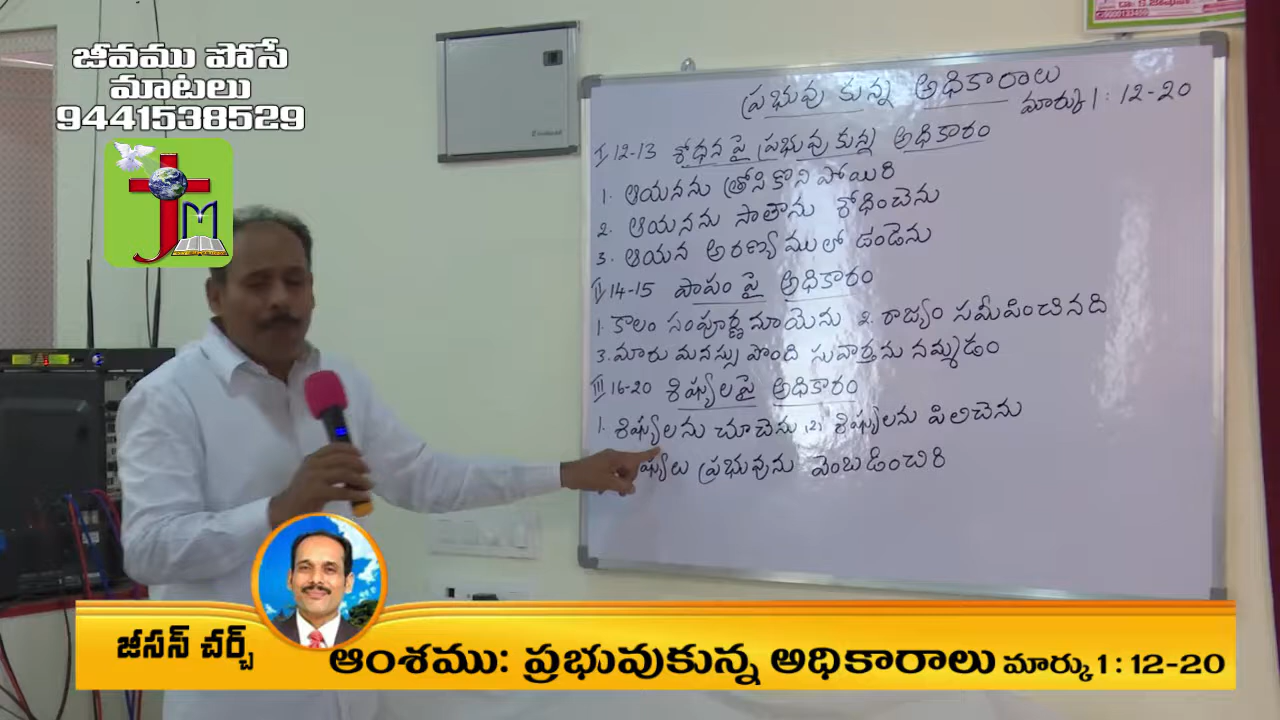 జీవము పోసే
మాటలు
9441538529
JM
ప్రభువు కున్న అధికారాలు
మార్కు 1 : 12-20
I 12-13 శోధన పై ప్రభువు కున్న అధికారం
1. ఆయనను త్రోసి కొని పోయిరి
2. ఆయనను సాతాను శోధించెను
3. ఆయన అరణ్య ములో ఉండెను
II 14-15 పాపం పై అధికారం
1. కాలం సంపూర్ణ మాయెను 2. రాజ్యం సమీపించినది
3. మారు మనస్సు పొంది సువార్తను నమ్మడం
III 16-20 శిష్యులపై అధికారం
1. శిష్యులను చూచెను (2) శిష్యులను పిలిచెను
ష్యులు ప్రభువును వెంబడించిరి
జీసస్ చర్చ్
ఆంశము: ప్రభువుకున్న అధికారాలు మార్కు 1 : 12-20